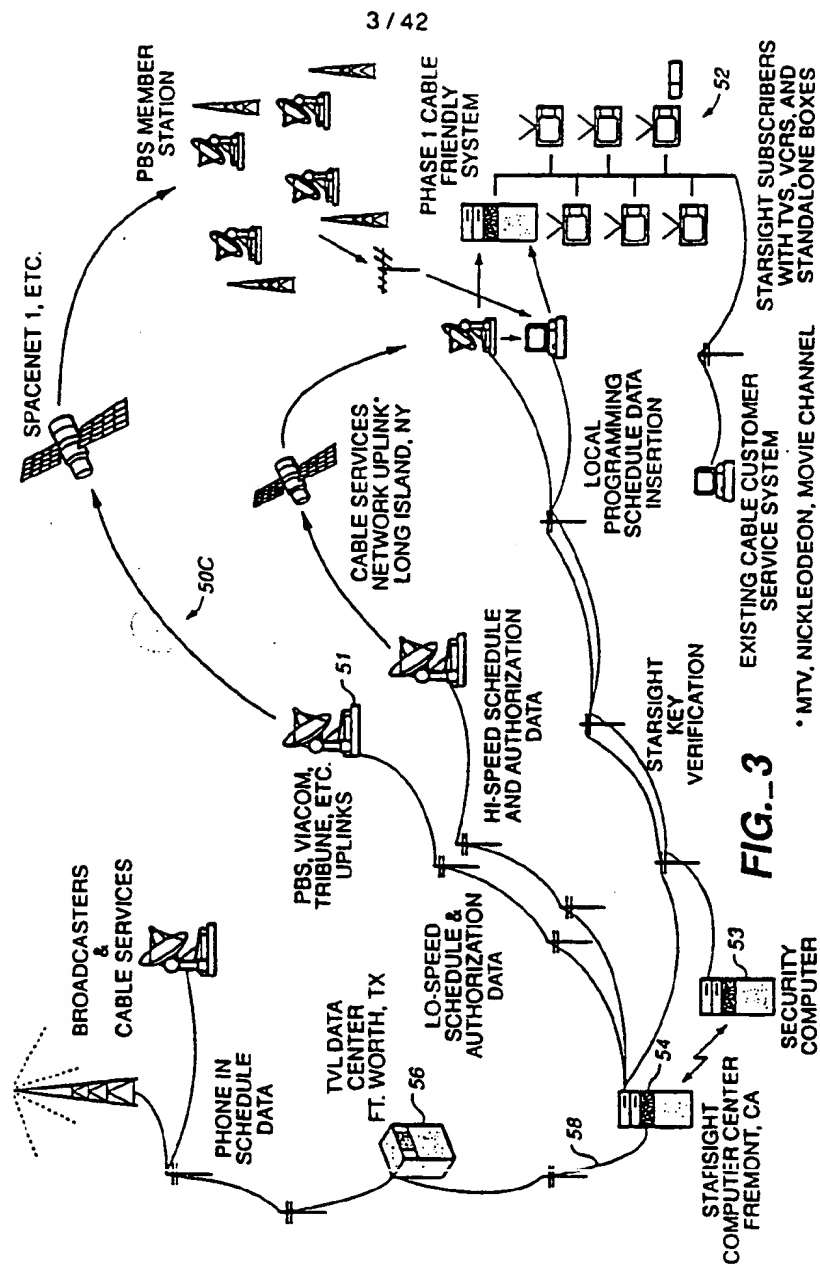 3 / 42
SPACENET 1, ETC.
PBS MEMBER
STATION
50C
CABLE SERVICES
NETWORK UPLINK*
LONG ISLAND, NY
PHASE 1 CABLE
FRIENDLY
SYSTEM
52
BROADCASTERS
&
CABLE SERVICES
51
PBS, VIACOM,
TRIBUNE, ETC.
UPLINKS
HI-SPEED SCHEDULE
AND AUTHORIZATION
DATA
LOCAL
PROGRAMMING
SCHEDULE DATA
INSERTION
STARSIGHT SUBSCRIBERS
WITH TVS, VCRS, AND
STANDALONE BOXES
PHONE IN
SCHEDULE
DATA
TVL DATA
CENTER
FT. WORTH, TX
56
LO-SPEED
SCHEDULE &
AUTHORIZATION
DATA
STARSIGHT
KEY
VERIFICATION
EXISTING CABLE CUSTOMER
SERVICE SYSTEM
58
54
53
STAFISIGHT
COMPUTER CENTER
FREMONT, CA
SECURITY
COMPUTER
FIG._3
* MTV, NICKLEODEON, MOVIE CHANNEL